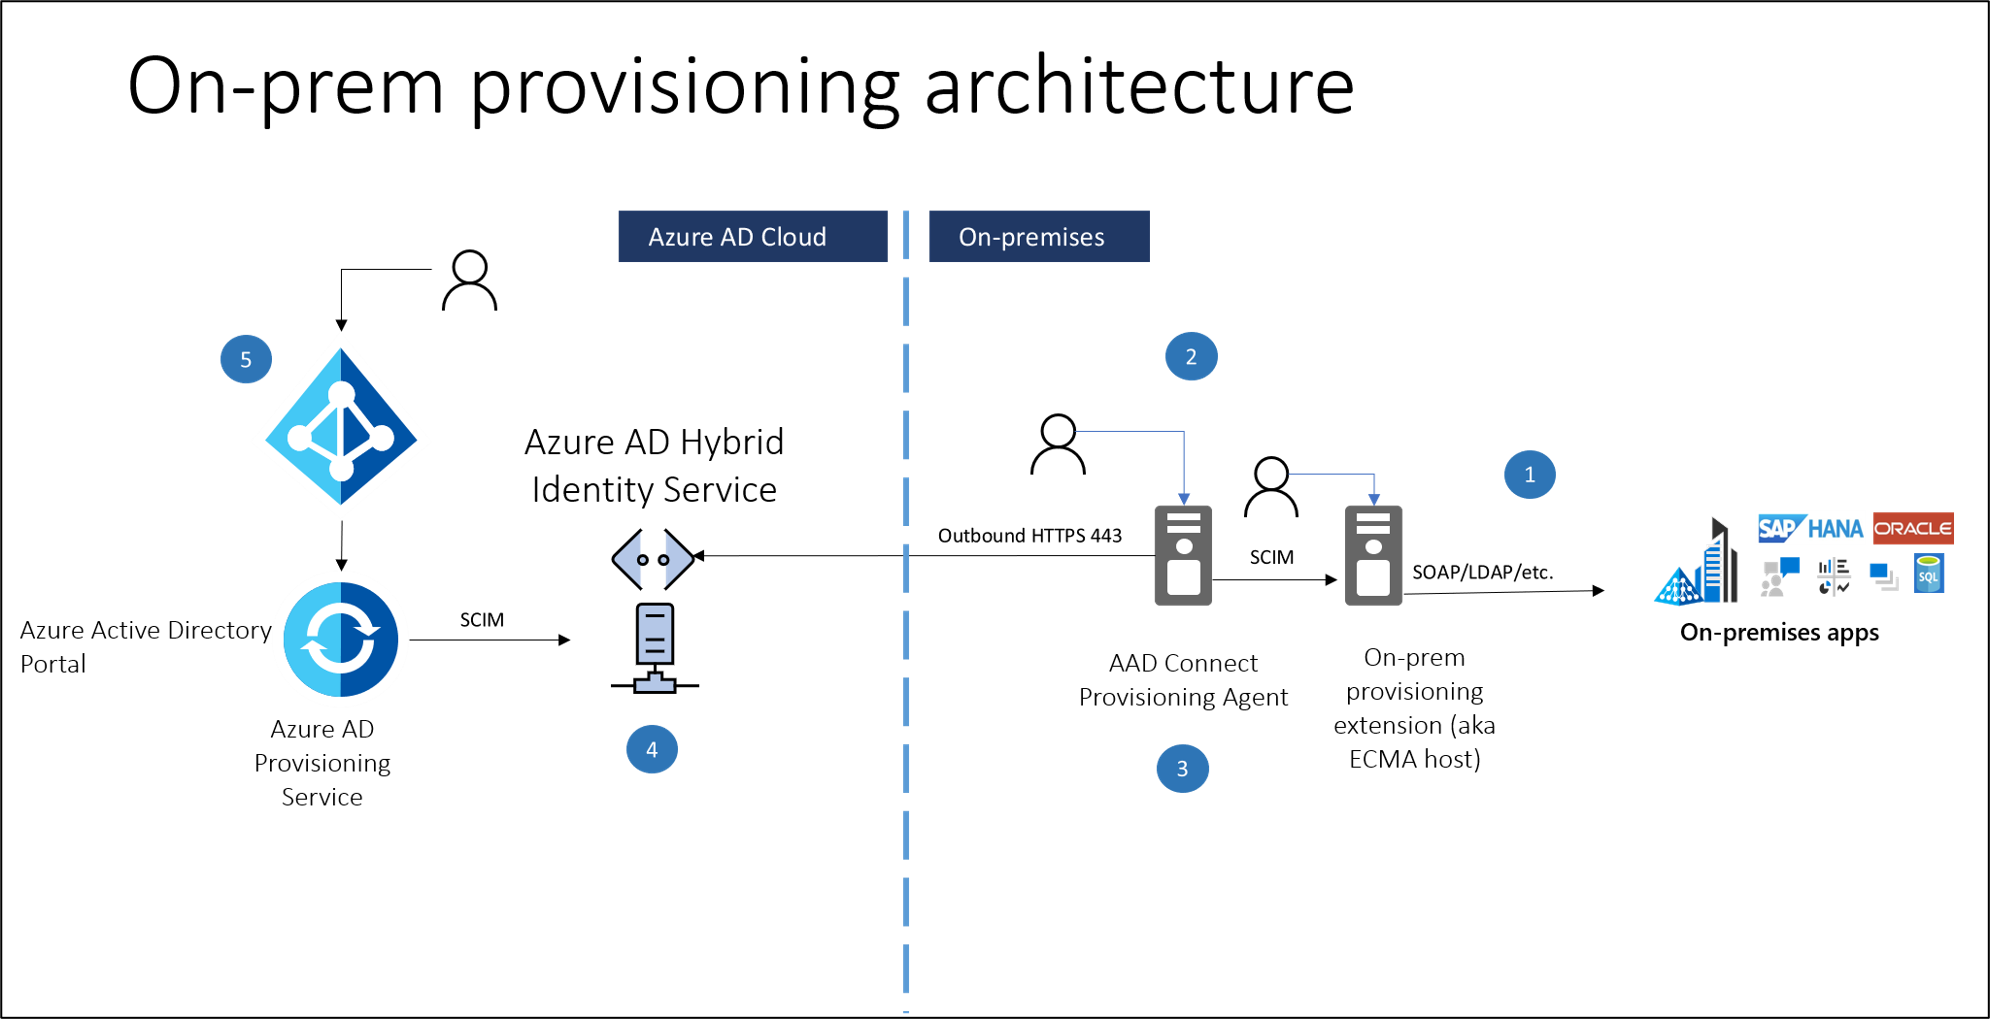 On-prem provisioning architecture
Azure AD Cloud
On-premises
5
2
1
Azure AD Hybrid
Identity Service
Outbound HTTPS 443
SCIM
SOAP/LDAP/etc.
SAP HANA
ORACLE
SQL
On-premises apps
Azure Active Directory
Portal
SCIM
AAD Connect
Provisioning Agent
On-prem
provisioning
extension (aka
ECMA host)
Azure AD
Provisioning
Service
4
3